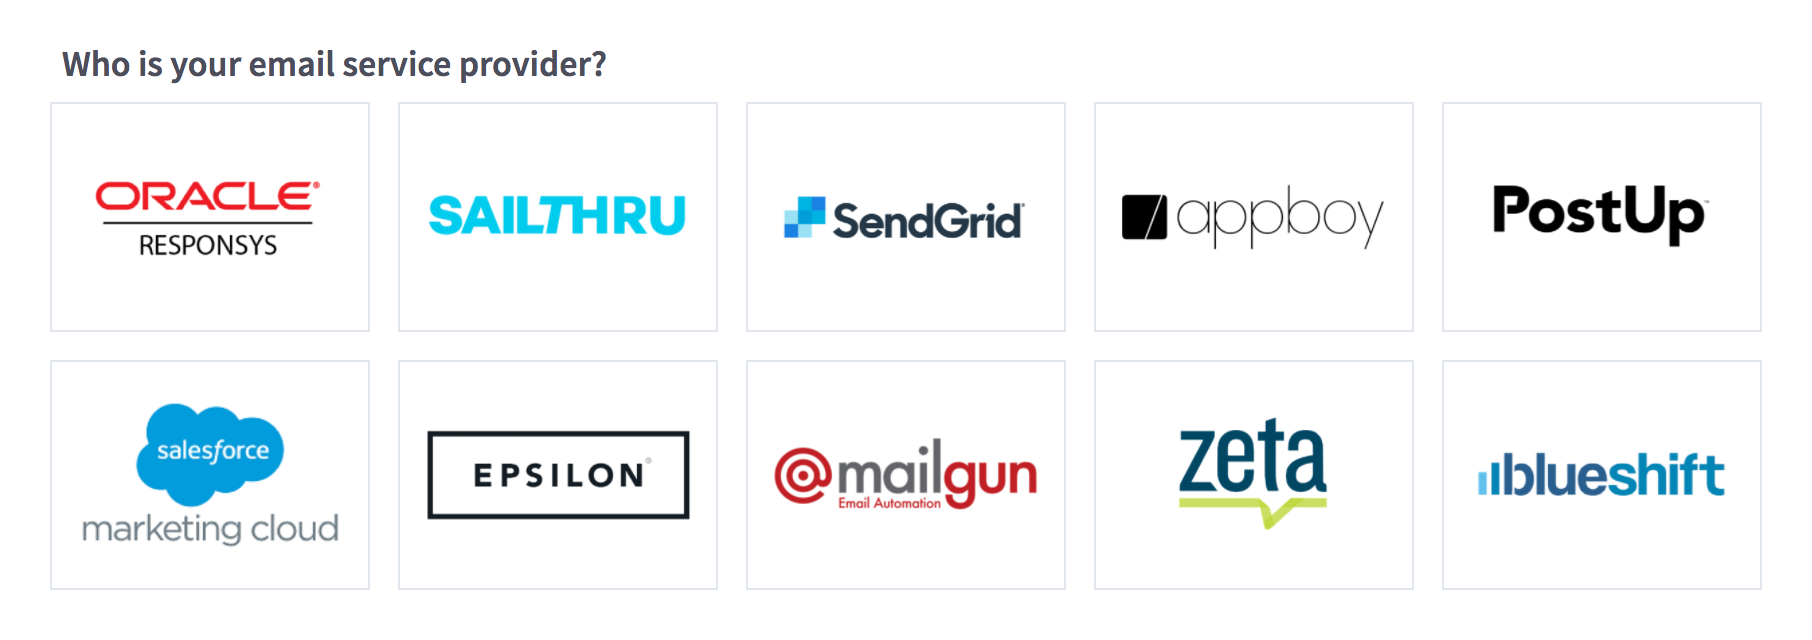 Who is your email service provider?
ORACLE®
RESPONSYS
SAILTHRU
SendGrid®
appboy
PostUp™
salesforce
marketing cloud
EPSILON®
@mailgun
Email Automation
zeta
blueshift